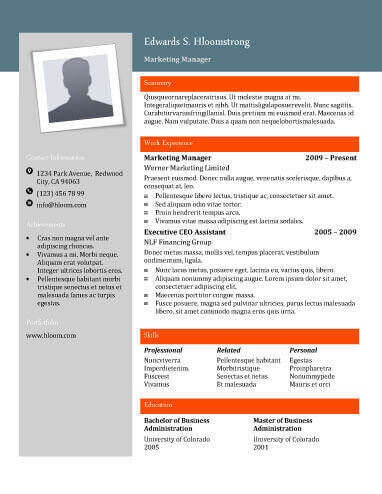 Edwards S. Hloomstrong
Marketing Manager
Contact Information
1234 Park Avenue, Redwood
City, CA 94063
(123) 456 78 99
info@hloom.com
Achievements
Cras non magna vel ante
adipiscing rhoncus.
Vivamus a mi. Morbi neque.
Aliquam erat volutpat.
Integer ultrices lobortis eros.
Pellentesque habitant morbi
tristique senectus et netus et
malesuada fames ac turpis
egestas.
Portfolio
www.hloom.com
Summary
Quisquemornareplaceratrisus. Ut molestie magna at mi.
Integeraliquetmauris et nibh. Ut mattisligulaposuerevelit. Nunc sagittis.
Curabiturvariusfringillanisl. Duis pretium mi euismod erat. Maecenas id
augue. Nam vulputate. Duis a quam non nequelobortismalesuada.
Work Experience
Marketing Manager 2009 – Present
Werner Marketing Limited
Praesent euismod. Donec nulla augue, venenatis scelerisque, dapibus a,
consequat at, leo.
Pellentesque libero lectus, tristique ac, consectetuer sit amet.
Sed aliquam odio vitae tortor.
Proin hendrerit tempus arcu.
Vivamus vitae massa adipiscing est lacinia sodales.
Executive CEO Assistant 2005 – 2009
NLF Financing Group
Donec metus massa, mollis vel, tempus placerat, vestibulum
condimentum, ligula.
Nunc lacus metus, posuere eget, lacinia eu, varius quis, libero.
Aliquam nonummy adipiscing augue. Lorem ipsum dolor sit amet,
consectetuer adipiscing elit.
Maecenas porttitor congue massa.
Fusce posuere, magna sed pulvinar ultricies, purus lectus malesuada
libero, sit amet commodo magna eros quis urna.
Skills
Professional Related Personal
Nunciviverra Pellentesque habitant Egestas
Imperdietenim. Morbitristique Proinpharetra
Fuscerest Senectus et netus Nonummypede
Vivamus Et malesuada Mauris et orci
Education
Bachelor of Business Master of Business
Administration Administration
University of Colorado University of Colorado
2005 2001